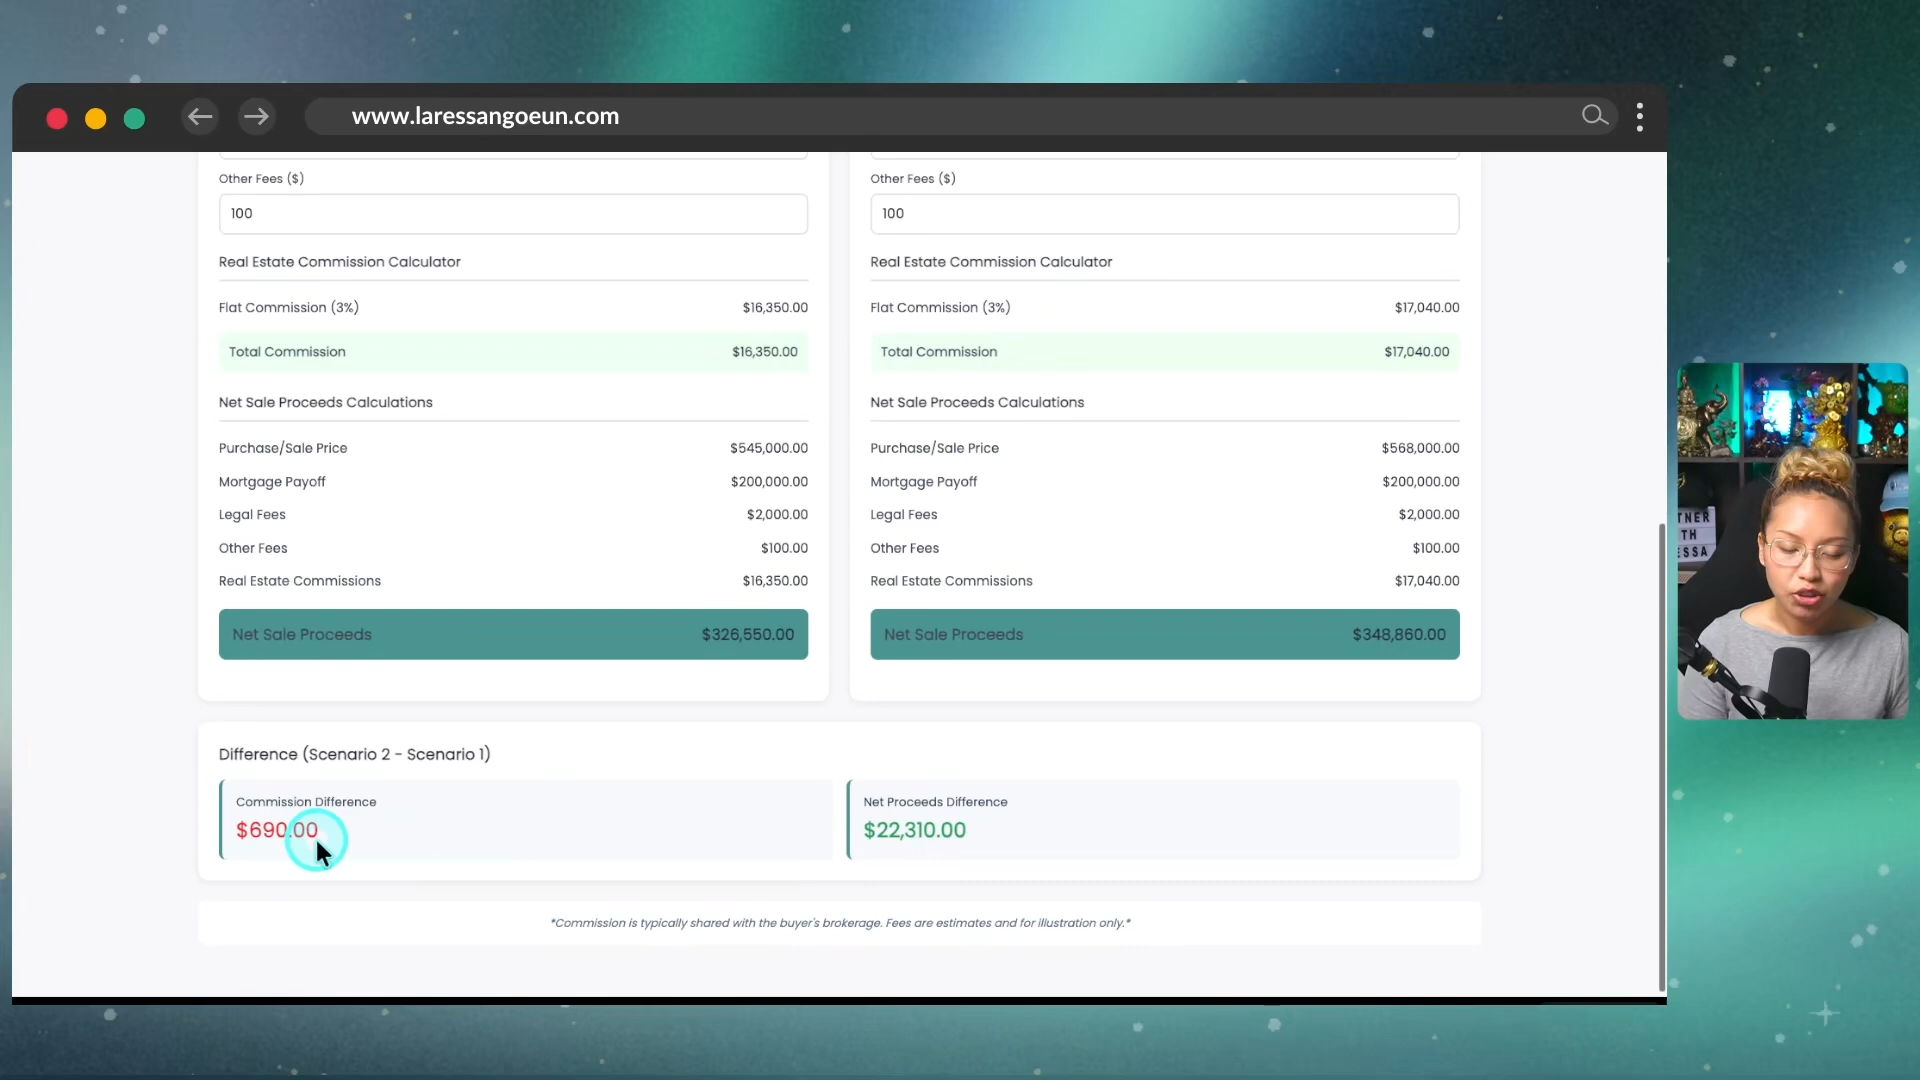 www.laressangoeun.com
Other Fees ($)
100
Real Estate Commission Calculator
Flat Commission (3%) $16,350.00
Total Commission $16,350.00
Net Sale Proceeds Calculations
Purchase/Sale Price $545,000.00
Mortgage Payoff $200,000.00
Legal Fees $2,000.00
Other Fees $100.00
Real Estate Commissions $16,350.00
Net Sale Proceeds $326,550.00
Other Fees ($)
100
Real Estate Commission Calculator
Flat Commission (3%) $17,040.00
Total Commission $17,040.00
Net Sale Proceeds Calculations
Purchase/Sale Price $568,000.00
Mortgage Payoff $200,000.00
Legal Fees $2,000.00
Other Fees $100.00
Real Estate Commissions $17,040.00
Net Sale Proceeds $348,860.00
Difference (Scenario 2 - Scenario 1)
Commission Difference
$690.00
Net Proceeds Difference
$22,310.00
*Commission is typically shared with the buyer's brokerage. Fees are estimates and for illustration only.*
TNER
TH
ESSA